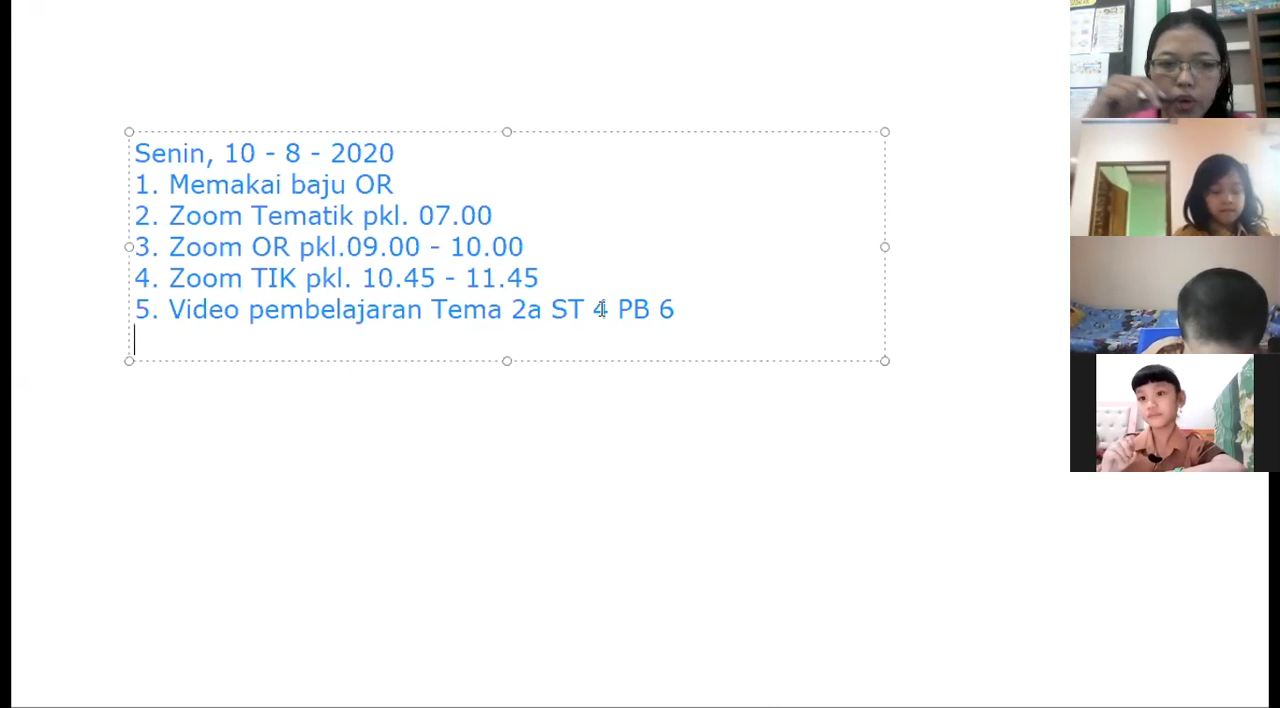 Senin, 10 - 8 - 2020
1. Memakai baju OR
2. Zoom Tematik pkl. 07.00
3. Zoom OR pkl.09.00 - 10.00
4. Zoom TIK pkl. 10.45 - 11.45
5. Video pembelajaran Tema 2a ST 4 PB 6